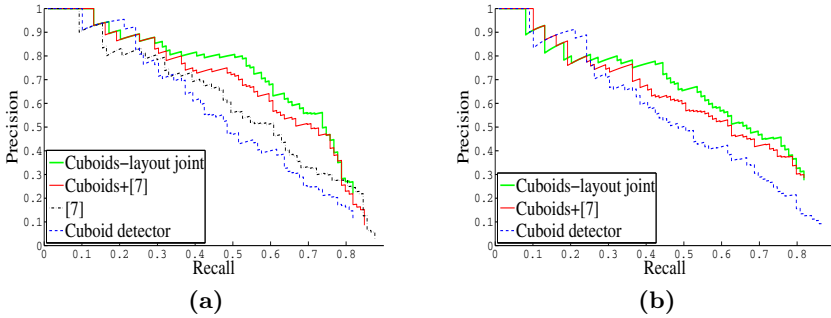 1
0.9
0.8
0.7
0.6
0.5
0.4
0.3
0.2
0.1
0
Precision
Cuboids−layout joint
Cuboids+[7]
[7]
Cuboid detector
0 0.1 0.2 0.3 0.4 0.5 0.6 0.7 0.8 0.9
Recall
(a)
1
0.9
0.8
0.7
0.6
0.5
0.4
0.3
0.2
0.1
0
Precision
Cuboids−layout joint
Cuboids+[7]
Cuboid detector
0 0.1 0.2 0.3 0.4 0.5 0.6 0.7 0.8
Recall
(b)